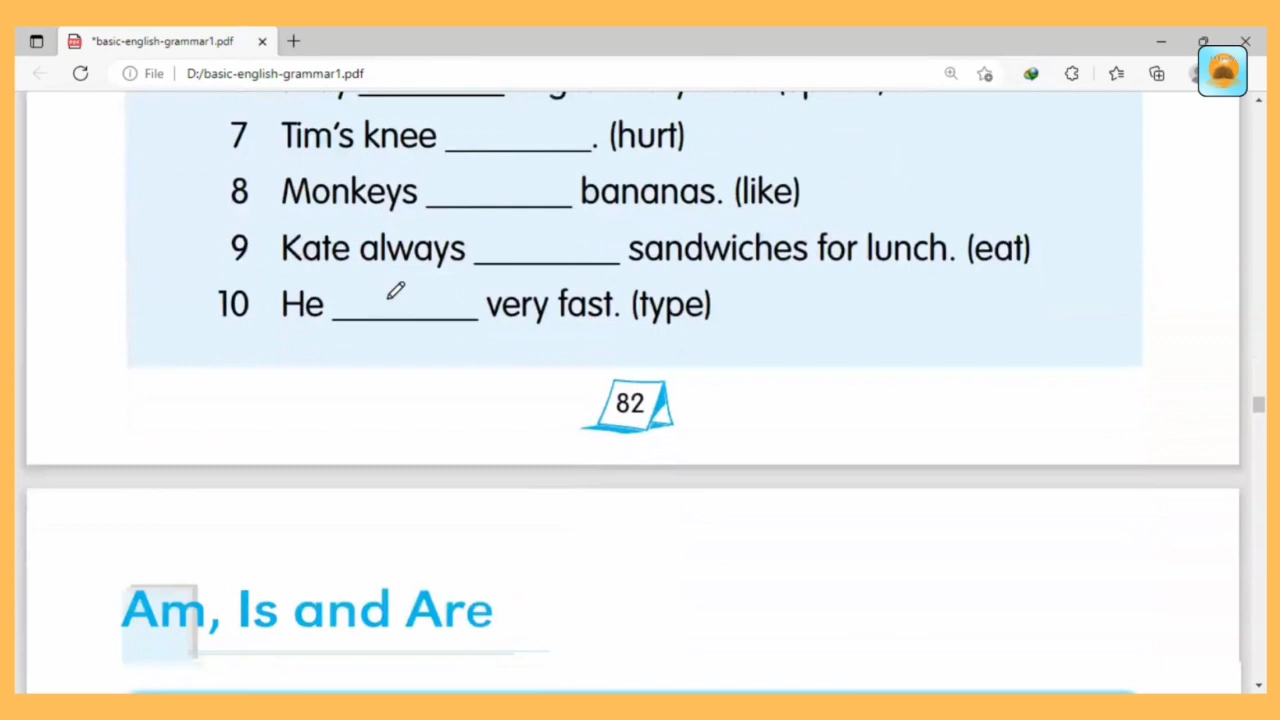 *basic-english-grammar1.pdf
File D:/basic-english-grammar1.pdf
7 Tim's knee ________. (hurt)
8 Monkeys ________ bananas. (like)
9 Kate always ________ sandwiches for lunch. (eat)
10 He ________ very fast. (type)
82
Am, Is and Are